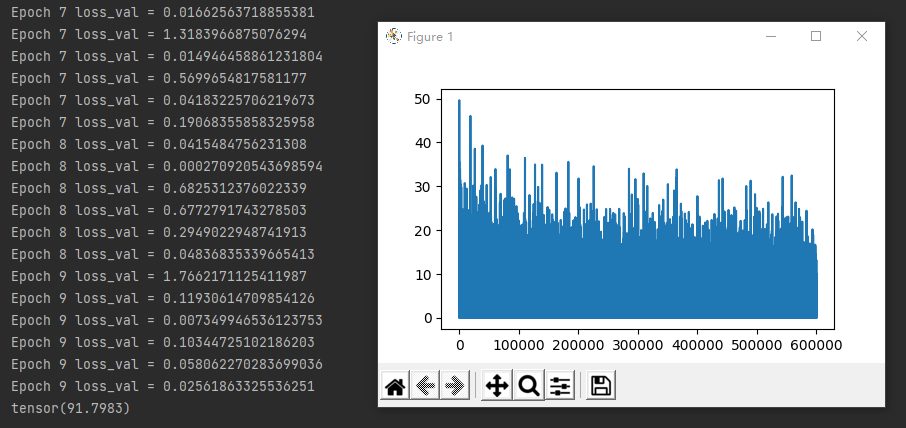 Epoch 7 loss_val = 0.01662563718855381
Epoch 7 loss_val = 1.3183966875076294
Epoch 7 loss_val = 0.014946458861231804
Epoch 7 loss_val = 0.5699654817581177
Epoch 7 loss_val = 0.04183225706219673
Epoch 7 loss_val = 0.19068355858325958
Epoch 8 loss_val = 0.0415484756231308
Epoch 8 loss_val = 0.000270920543698594
Epoch 8 loss_val = 0.6825312376022339
Epoch 8 loss_val = 0.6772791743278503
Epoch 8 loss_val = 0.2949022948741913
Epoch 8 loss_val = 0.04836835339665413
Epoch 9 loss_val = 1.7662171125411987
Epoch 9 loss_val = 0.11930614709854126
Epoch 9 loss_val = 0.007349946536123753
Epoch 9 loss_val = 0.10344725102186203
Epoch 9 loss_val = 0.058062270283699036
Epoch 9 loss_val = 0.02561863325536251
tensor(91.7983)
Figure 1
50
40
30
20
10
0
0 100000 200000 300000 400000 500000 600000